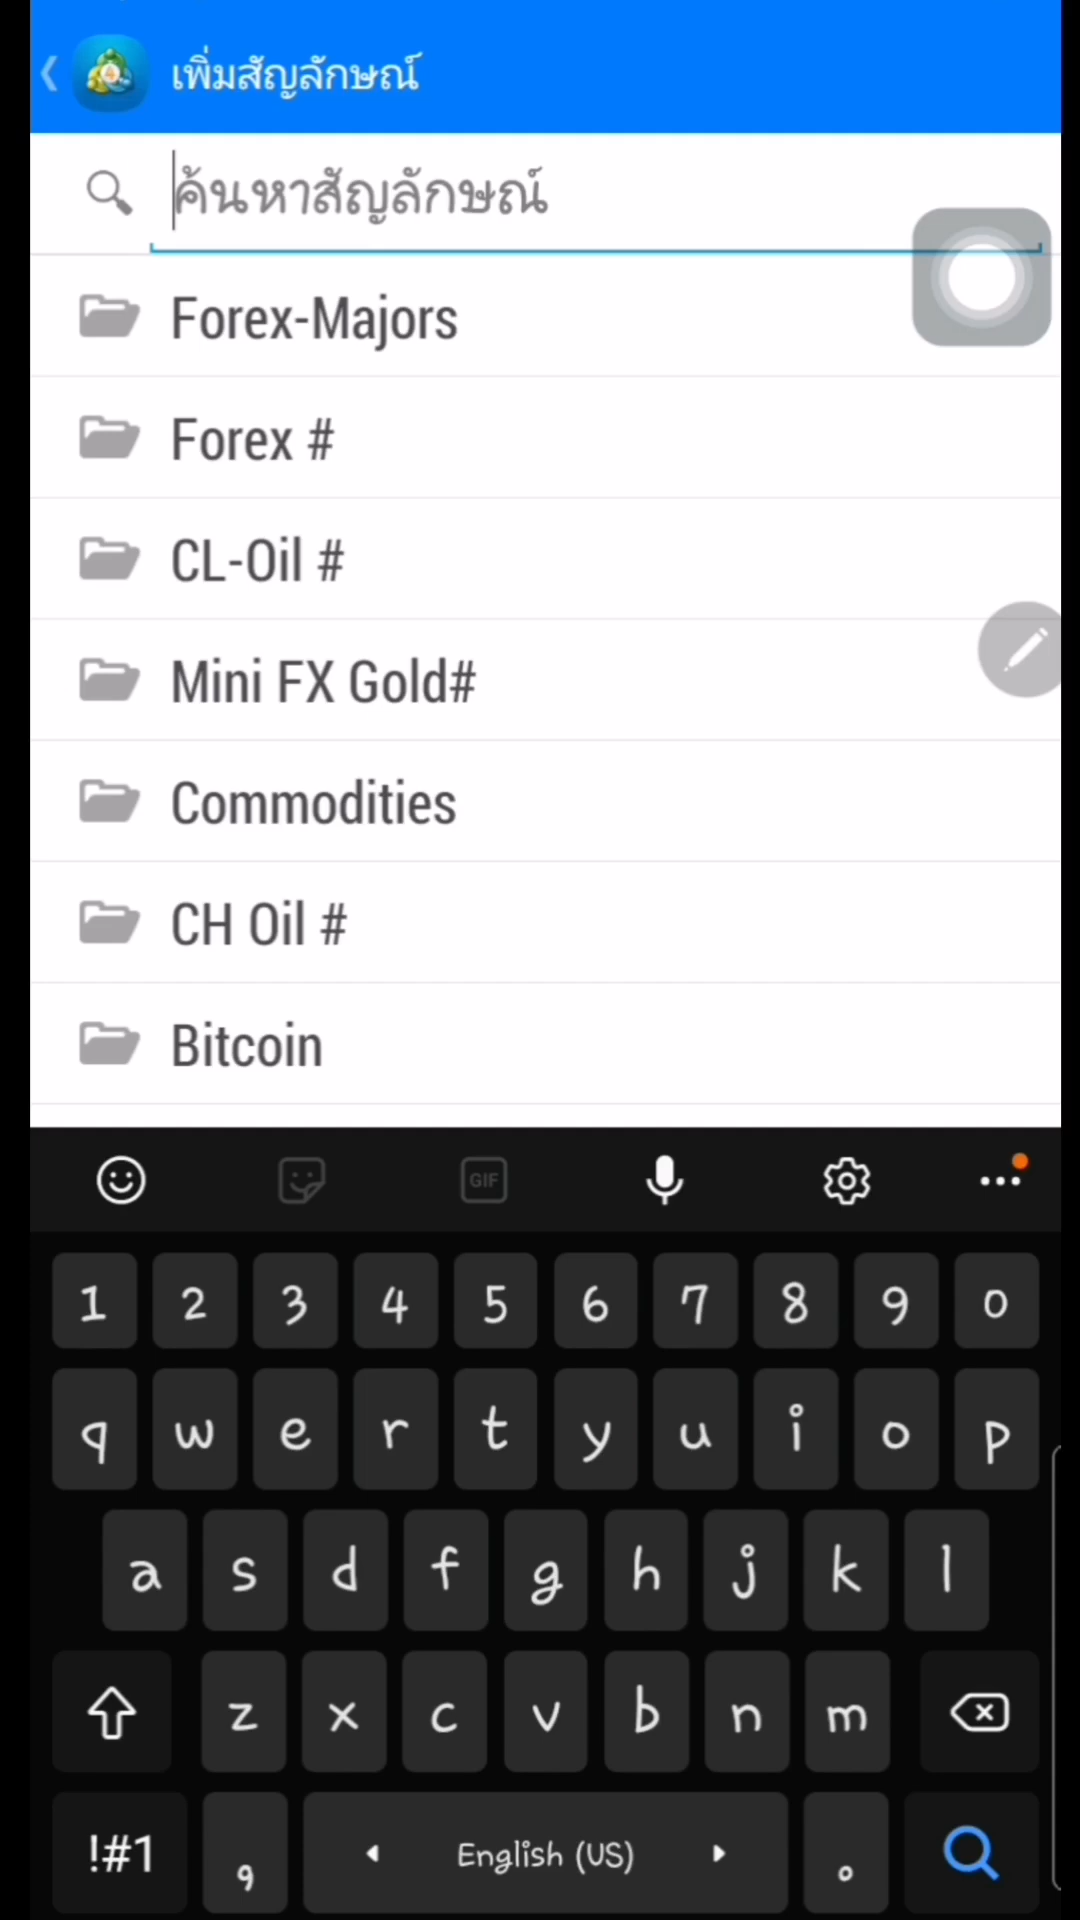 เพิ่มสัญลักษณ์
ค้นหาสัญลักษณ์
Forex-Majors
Forex #
CL-Oil #
Mini FX Gold#
Commodities
CH Oil #
Bitcoin
GIF
1 2 3 4 5 6 7 8 9 0
q w e r t y u i o p
a s d f g h j k l
z x c v b n m
!#1 , English (US) .